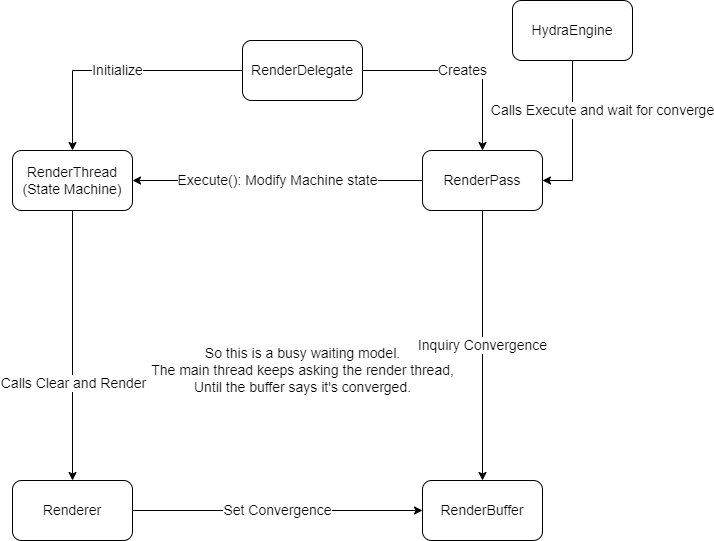 HydraEngine
Initialize
RenderDelegate
Creates
Calls Execute and wait for converge
RenderThread
(State Machine)
Execute(): Modify Machine state
RenderPass
So this is a busy waiting model.
The main thread keeps asking the render thread,
Until the buffer says it's converged.
Inquiry Convergence
Calls Clear and Render
Renderer
Set Convergence
RenderBuffer